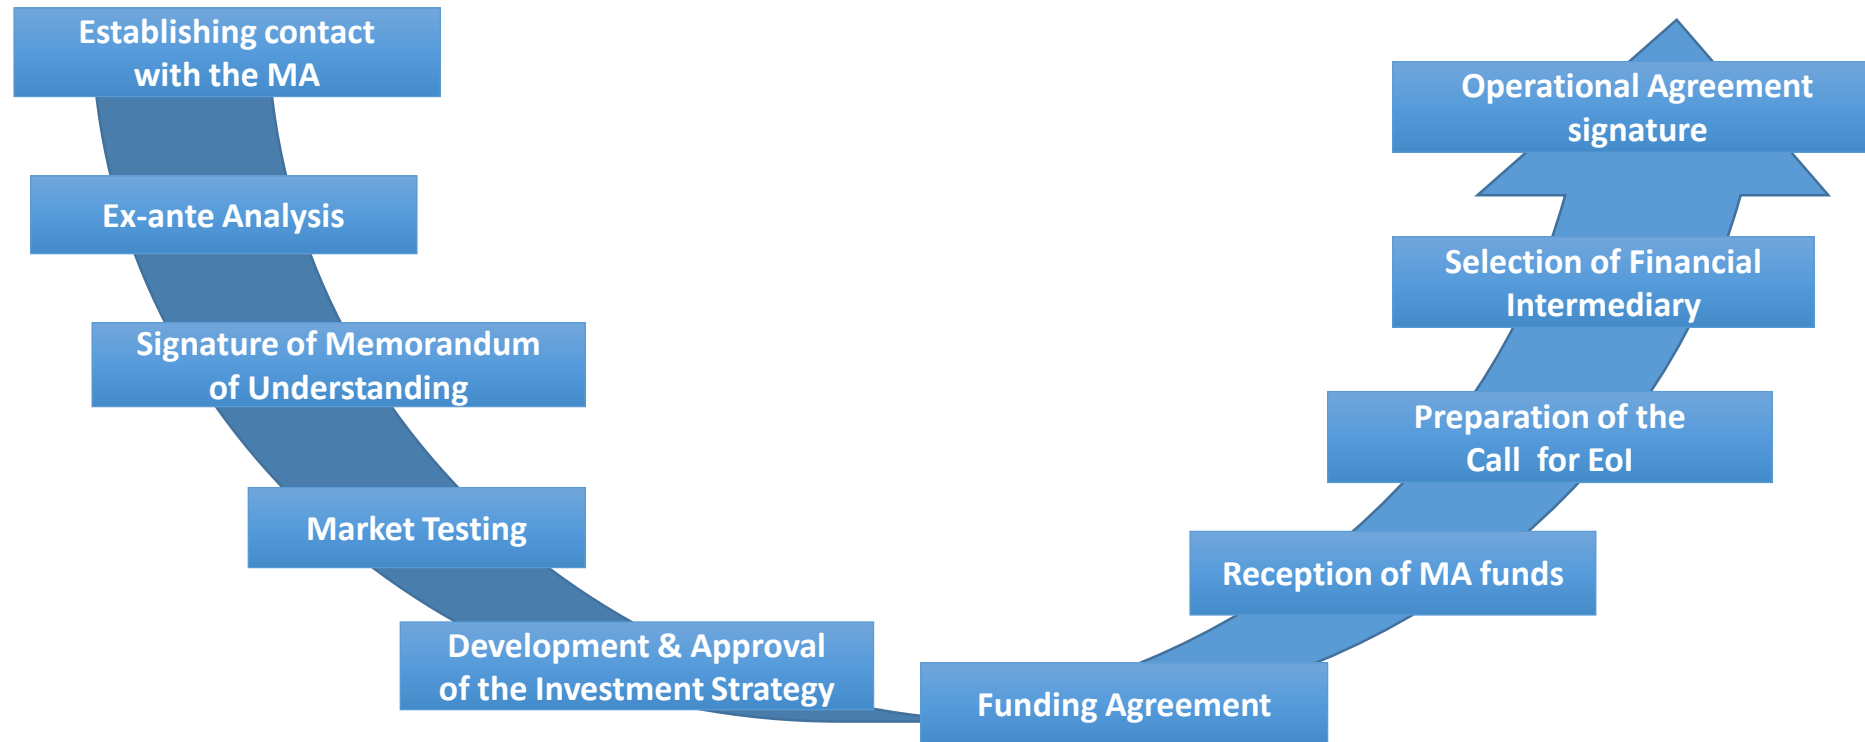 Establishing contact
with the MA
Ex-ante Analysis
Signature of Memorandum
of Understanding
Market Testing
Development & Approval
of the Investment Strategy
Funding Agreement
Reception of MA funds
Preparation of the
Call  for EoI
Selection of Financial
Intermediary
Operational Agreement
signature